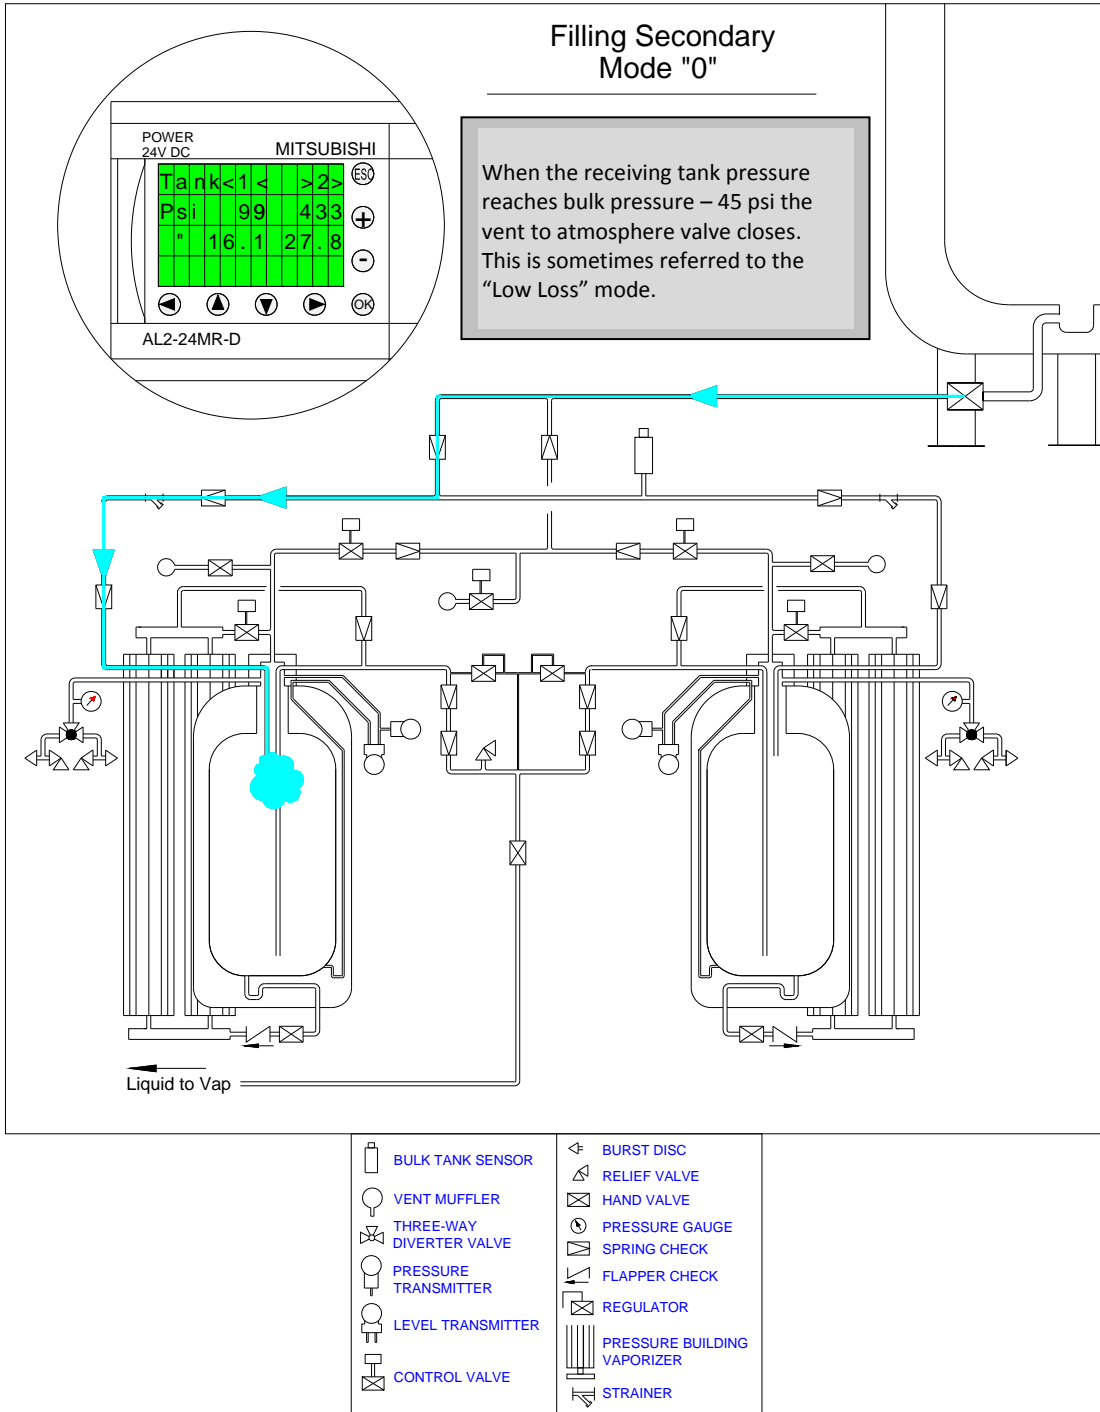 Filling Secondary
Mode "0"
POWER
24V DC
MITSUBISHI
Tank<1< >2>
Psi 99 433
" 16.1 27.8
ESC
+
-
OK
AL2-24MR-D
When the receiving tank pressure
reaches bulk pressure – 45 psi the
vent to atmosphere valve closes.
This is sometimes referred to the
“Low Loss” mode.
Liquid to Vap
BULK TANK SENSOR
VENT MUFFLER
THREE-WAY
DIVERTER VALVE
PRESSURE
TRANSMITTER
LEVEL TRANSMITTER
CONTROL VALVE
BURST DISC
RELIEF VALVE
HAND VALVE
PRESSURE GAUGE
SPRING CHECK
FLAPPER CHECK
REGULATOR
PRESSURE BUILDING
VAPORIZER
STRAINER